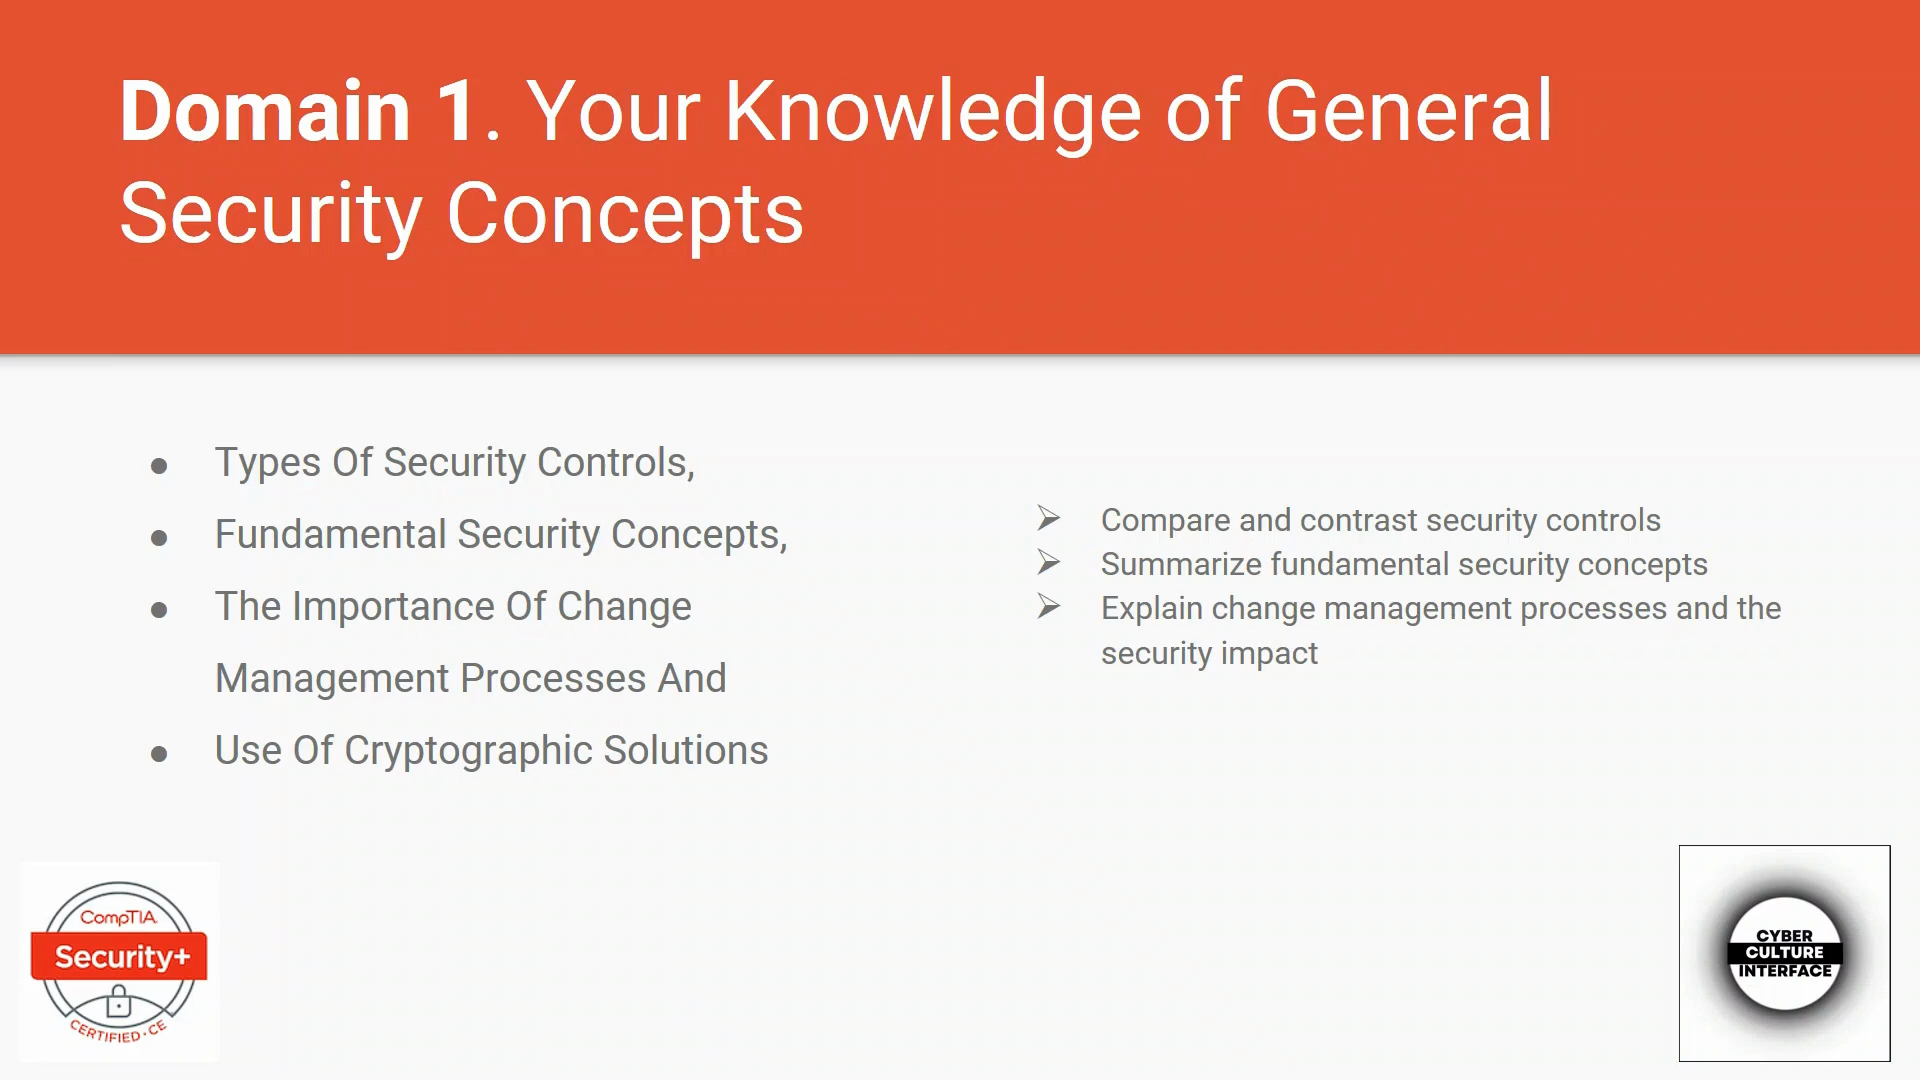 Domain 1. Your Knowledge of General
Security Concepts
● Types Of Security Controls,
● Fundamental Security Concepts,
● The Importance Of Change
Management Processes And
● Use Of Cryptographic Solutions
➢ Compare and contrast security controls
➢ Summarize fundamental security concepts
➢ Explain change management processes and the
security impact
CompTIA
Security+
CERTIFIED·CE
CYBER
CULTURE
INTERFACE